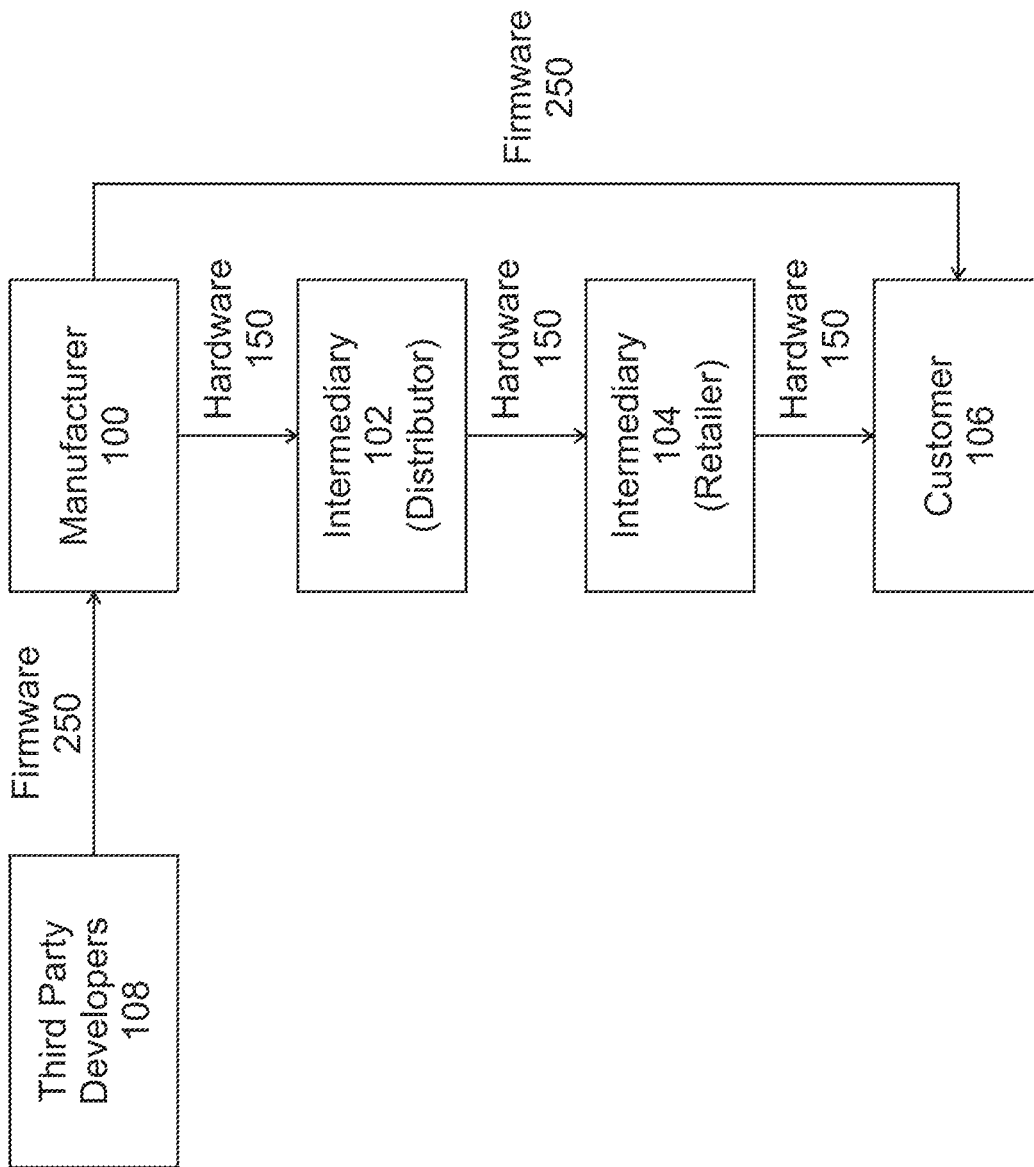 Third Party
Developers
108
Firmware
250
Manufacturer
100
Firmware
250
Hardware
150
Intermediary
102
(Distributor)
Hardware
150
Intermediary
104
(Retailer)
Hardware
150
Customer
106